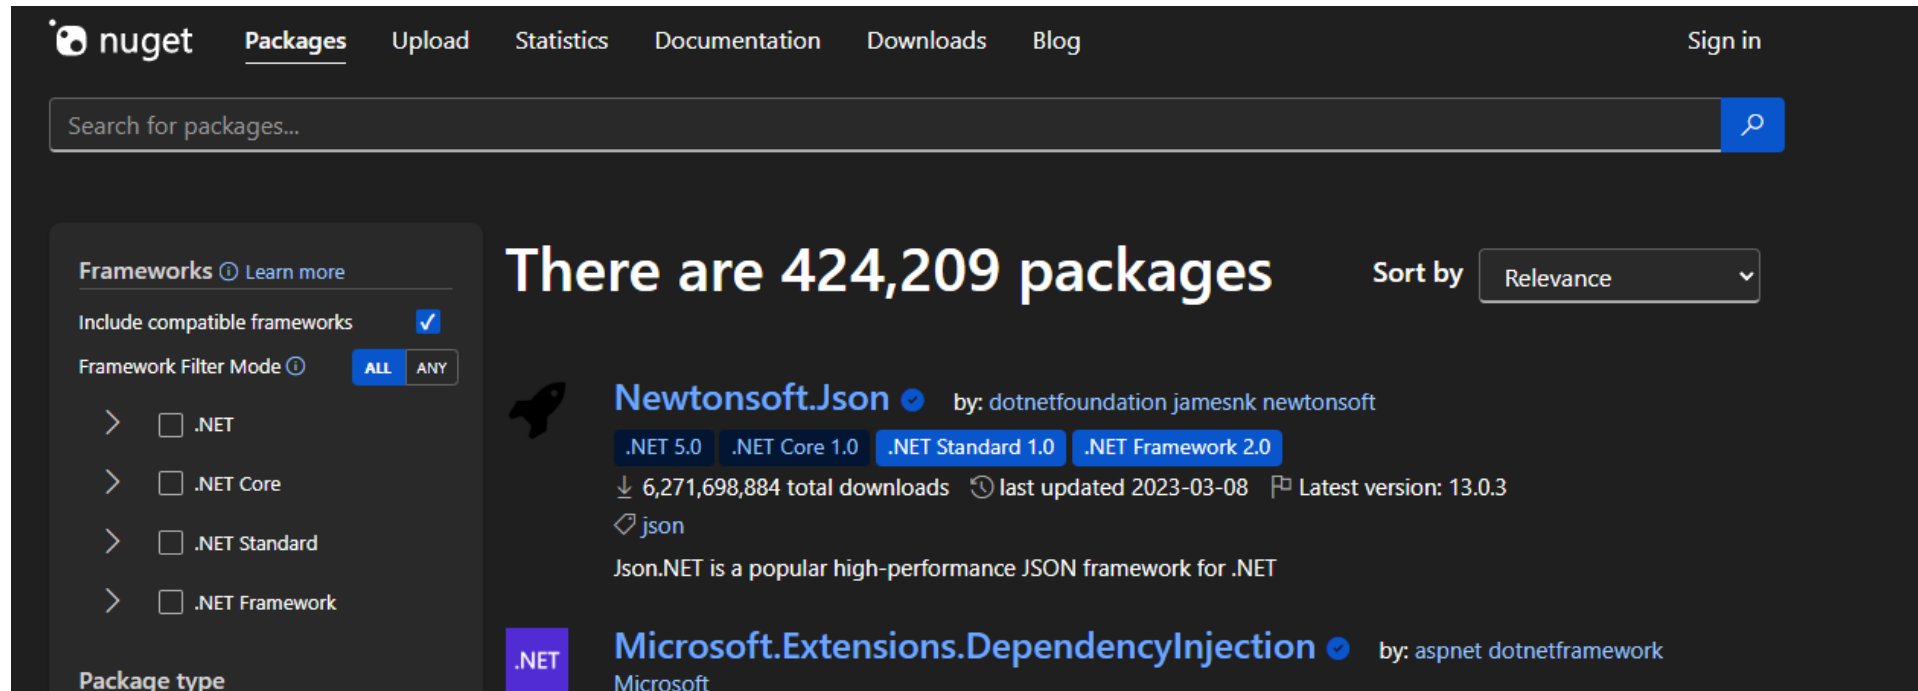 nuget Packages Upload Statistics Documentation Downloads Blog Sign in
Search for packages...
Frameworks Learn more
Include compatible frameworks
Framework Filter Mode ALL ANY
.NET
.NET Core
.NET Standard
.NET Framework
Package type
There are 424,209 packages
Sort by Relevance
Newtonsoft.Json by: dotnetfoundation jamesnk newtonsoft
.NET 5.0 .NET Core 1.0 .NET Standard 1.0 .NET Framework 2.0
6,271,698,884 total downloads last updated 2023-03-08 Latest version: 13.0.3
json
Json.NET is a popular high-performance JSON framework for .NET
.NET
Microsoft.Extensions.DependencyInjection by: aspnet dotnetframework
Microsoft